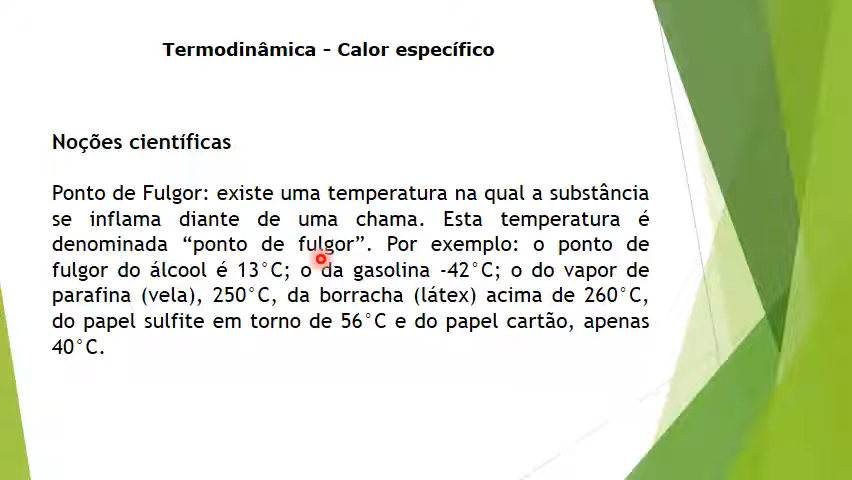 Termodinâmica - Calor específico
Noções científicas
Ponto de Fulgor: existe uma temperatura na qual a substância
se inflama diante de uma chama. Esta temperatura é
denominada “ponto de fulgor”. Por exemplo: o ponto de
fulgor do álcool é 13°C; o da gasolina -42°C; o do vapor de
parafina (vela), 250°C, da borracha (látex) acima de 260°C,
do papel sulfite em torno de 56°C e do papel cartão, apenas
40°C.